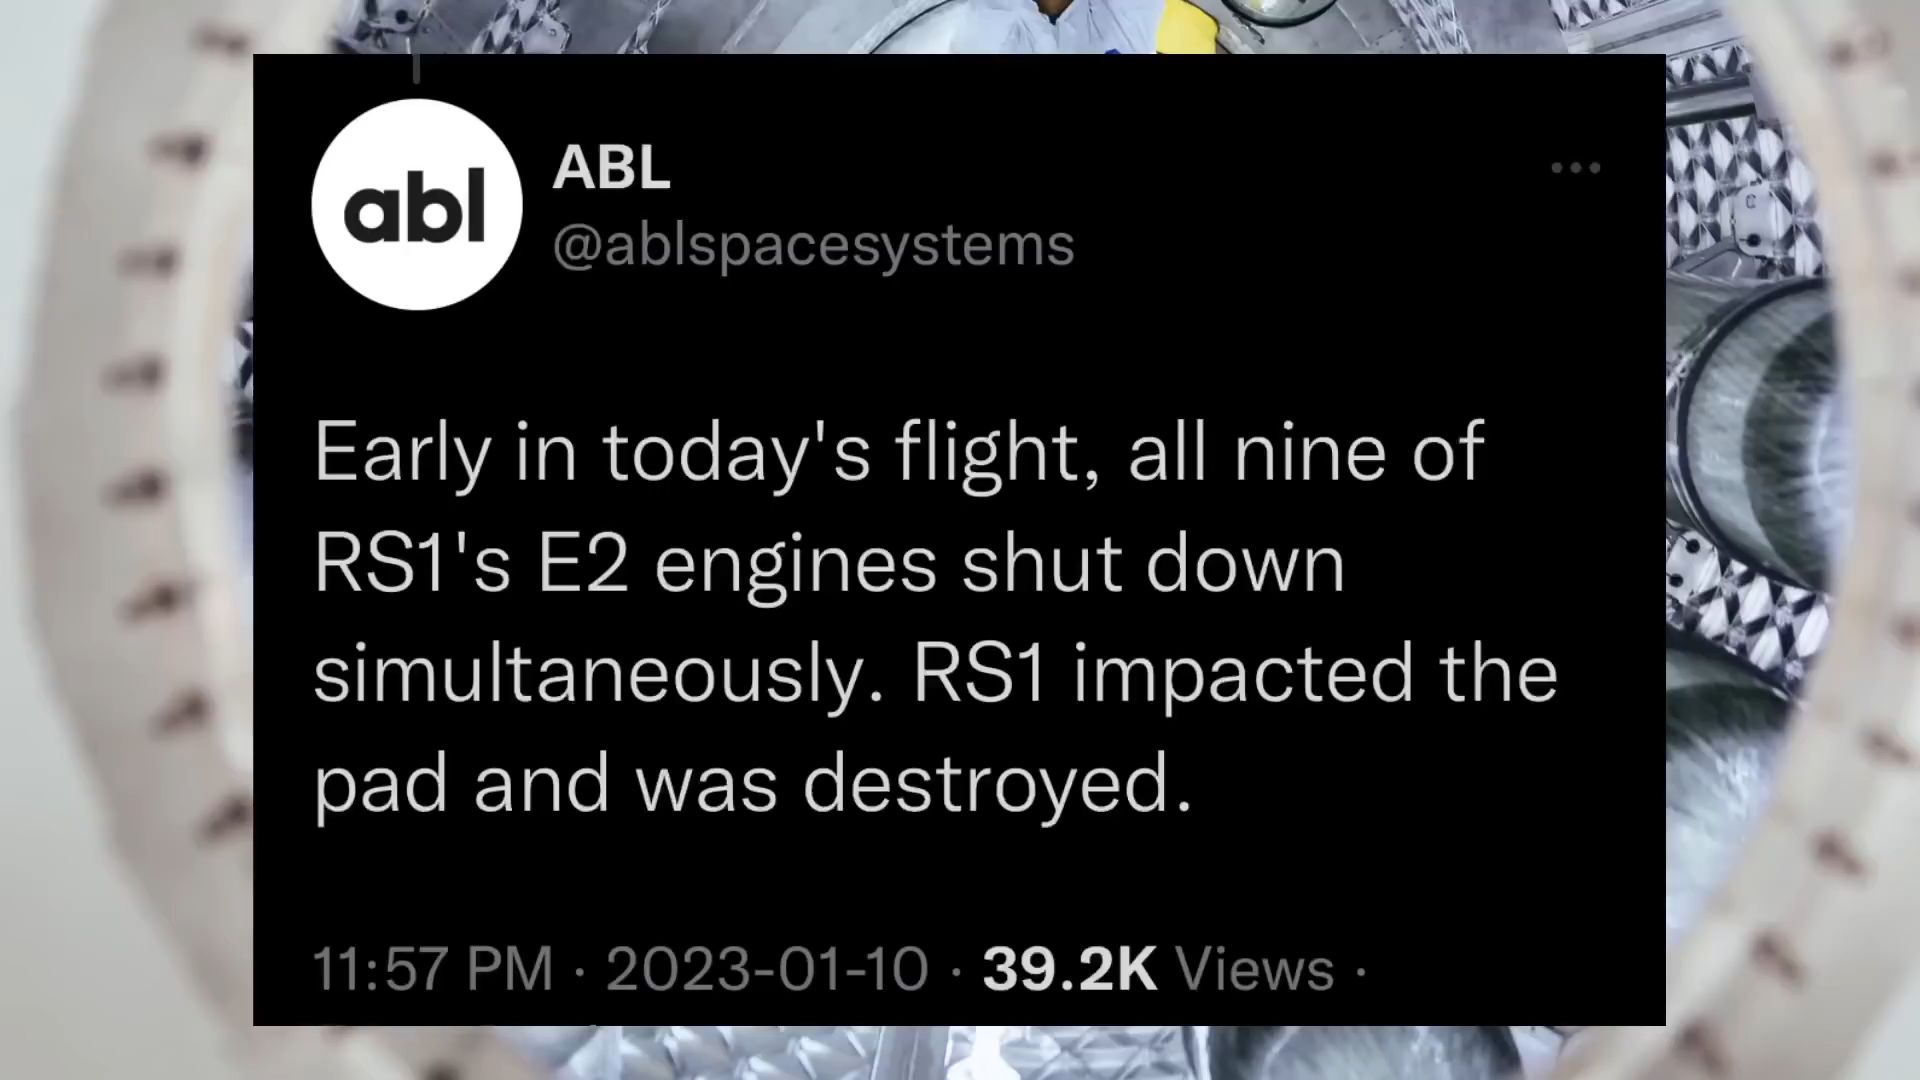 abl
ABL
@ablspacesystems
Early in today's flight, all nine of
RS1's E2 engines shut down
simultaneously. RS1 impacted the
pad and was destroyed.
11:57 PM · 2023-01-10 · 39.2K Views ·